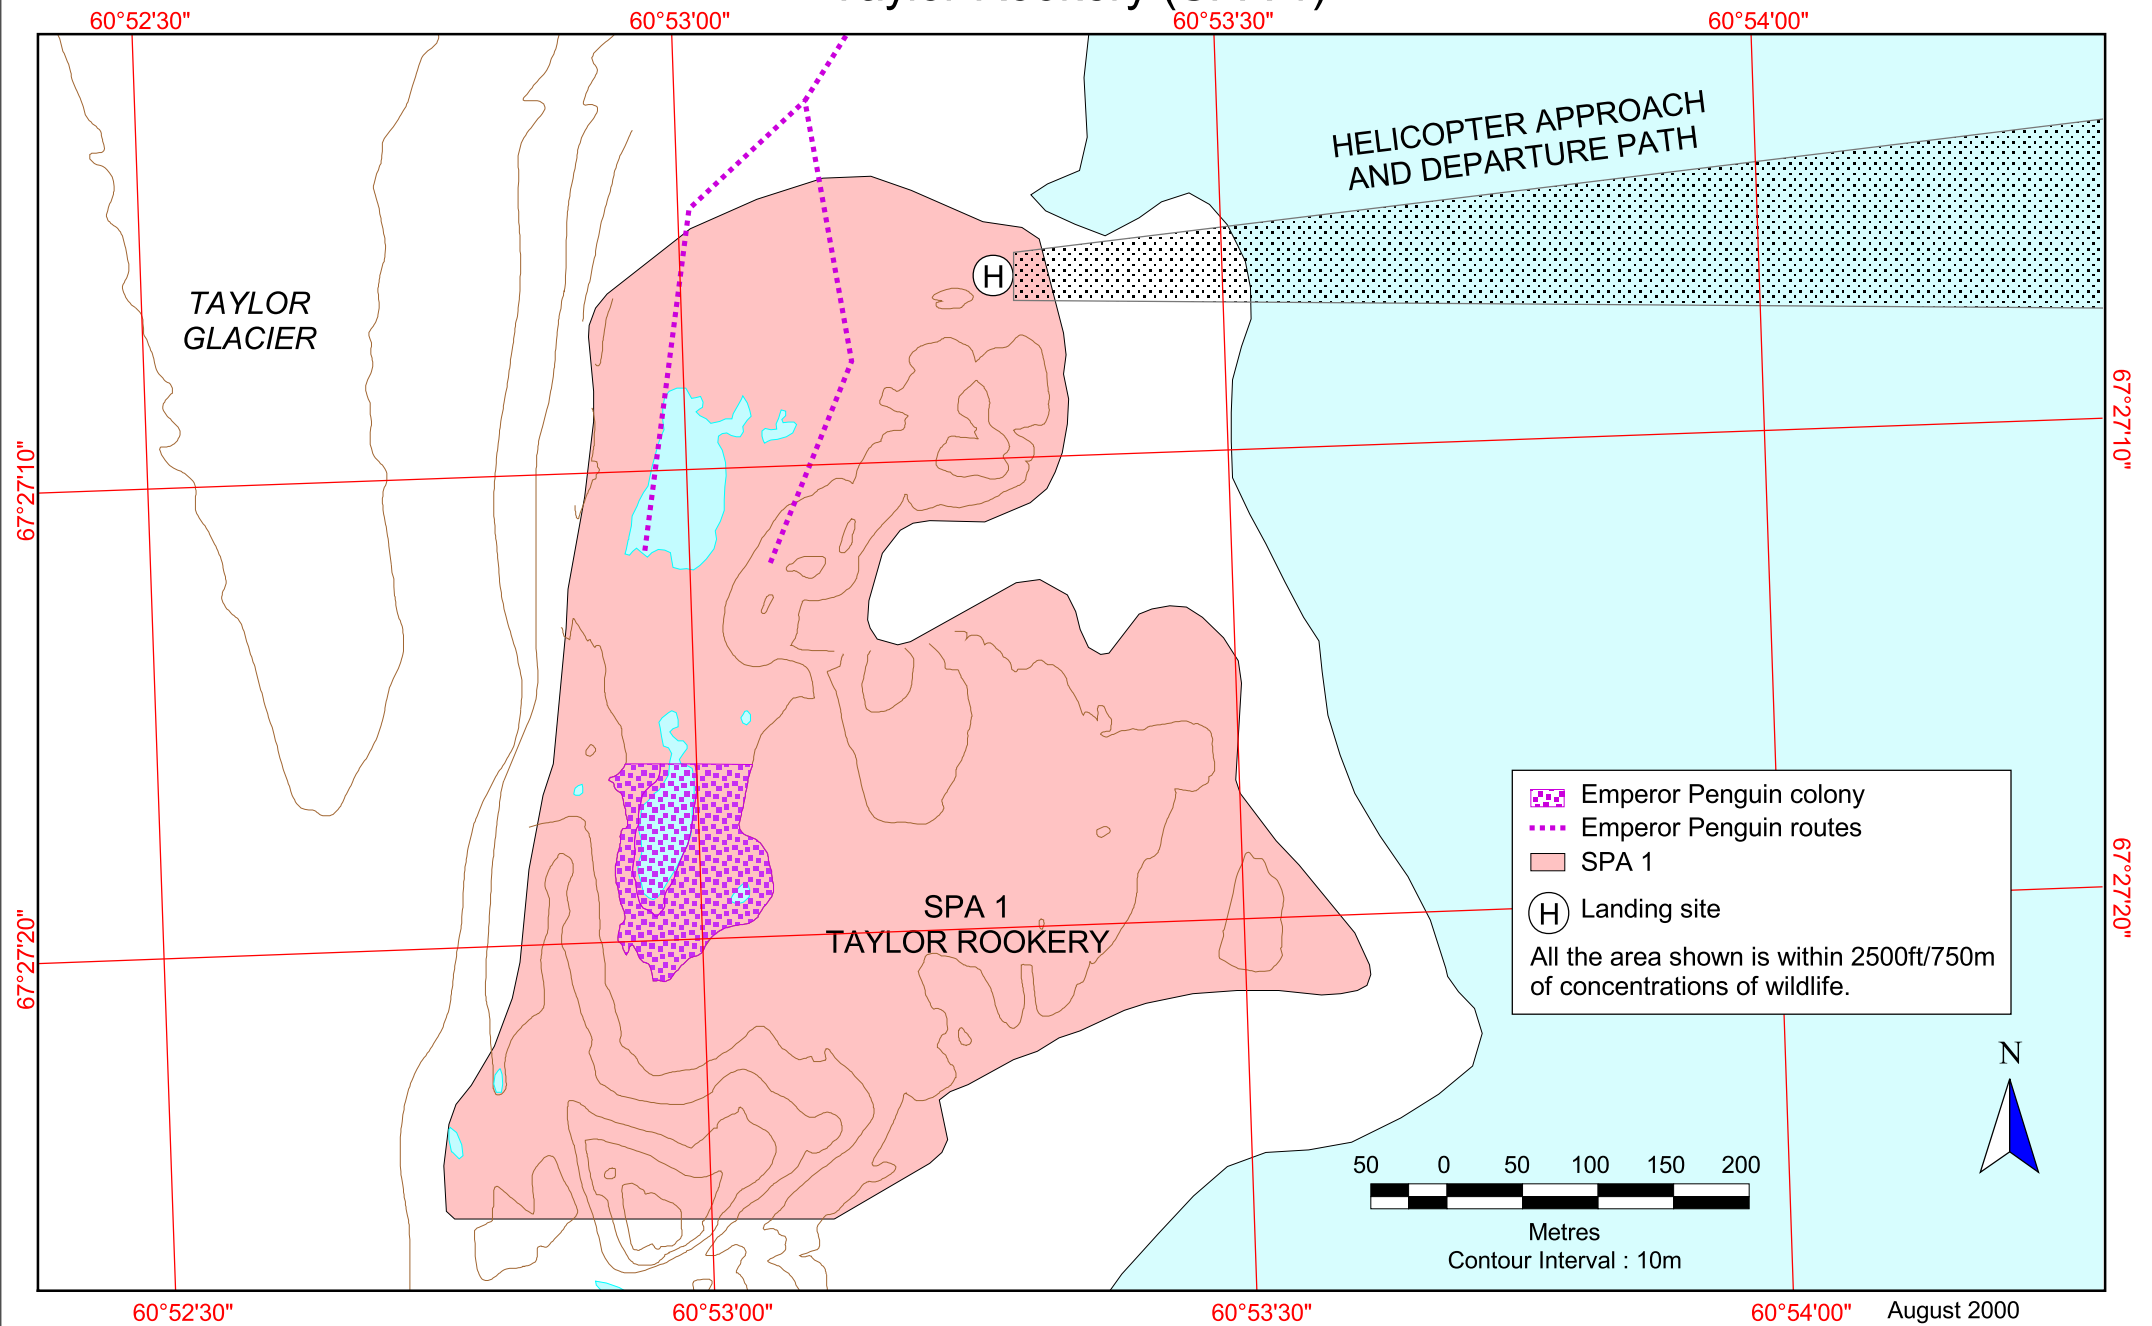 60°52'30" 60°53'00" 60°53'30" 60°54'00"
HELICOPTER APPROACH
AND DEPARTURE PATH
TAYLOR
GLACIER
H
67°27'10" 67°27'10"
Emperor Penguin colony
Emperor Penguin routes
SPA 1
H Landing site
All the area shown is within 2500ft/750m
of concentrations of wildlife.
SPA 1
TAYLOR ROOKERY
67°27'20" 67°27'20"
N
50 0 50 100 150 200
Metres
Contour Interval : 10m
60°52'30" 60°53'00" 60°53'30" 60°54'00" August 2000